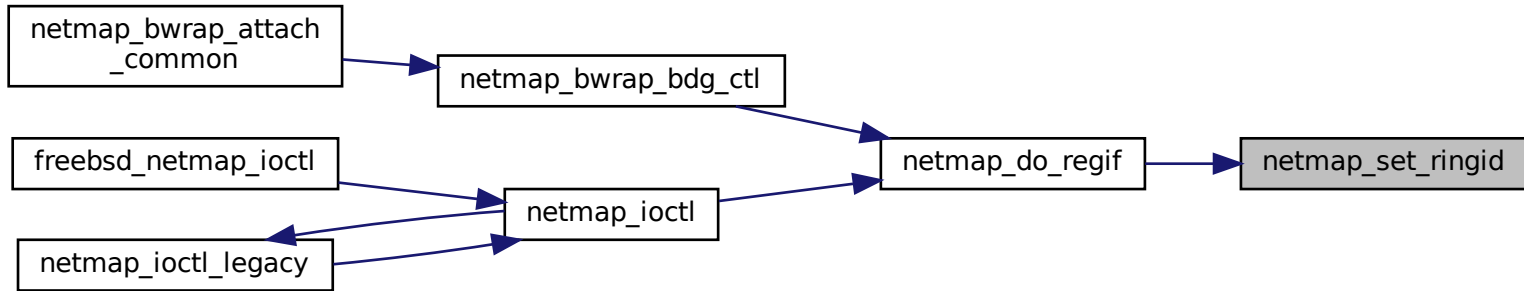 netmap_bwrap_attach
_common
netmap_bwrap_bdg_ctl
freebsd_netmap_ioctl
netmap_do_regif
netmap_set_ringid
netmap_ioctl
netmap_ioctl_legacy